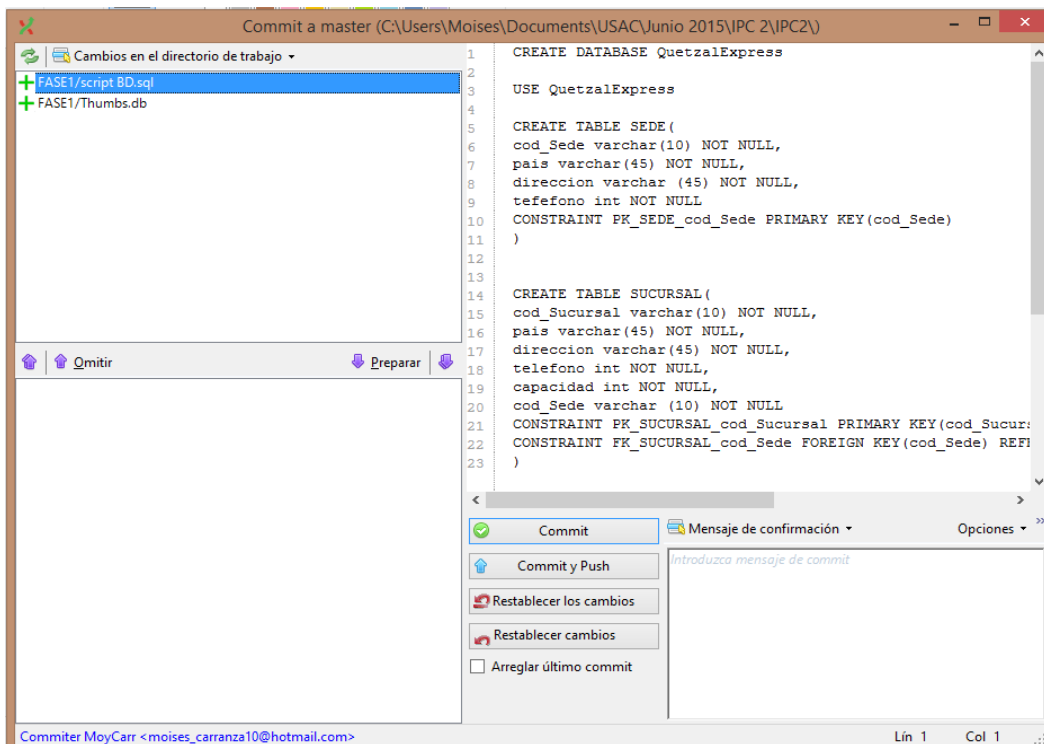 Commit a master (C:\Users\Moises\Documents\USAC\Junio 2015\IPC 2\IPC2\)
Cambios en el directorio de trabajo
FASE1/script BD.sql
FASE1/Thumbs.db
Omitir
Preparar
1 CREATE DATABASE QuetzalExpress
2
3 USE QuetzalExpress
4
5 CREATE TABLE SEDE(
6 cod_Sede varchar(10) NOT NULL,
7 pais varchar(45) NOT NULL,
8 direccion varchar (45) NOT NULL,
9 tefefono int NOT NULL
10 CONSTRAINT PK_SEDE_cod_Sede PRIMARY KEY(cod_Sede)
11 )
12
13
14 CREATE TABLE SUCURSAL(
15 cod_Sucursal varchar(10) NOT NULL,
16 pais varchar(45) NOT NULL,
17 direccion varchar(45) NOT NULL,
18 telefono int NOT NULL,
19 capacidad int NOT NULL,
20 cod_Sede varchar (10) NOT NULL
21 CONSTRAINT PK_SUCURSAL_cod_Sucursal PRIMARY KEY(cod_Sucurs
22 CONSTRAINT FK_SUCURSAL_cod_Sede FOREIGN KEY(cod_Sede) REF
23 )
Commit
Commit y Push
Restablecer los cambios
Restablecer cambios
Arreglar último commit
Mensaje de confirmación
Opciones
Introduzca mensaje de commit
Commiter MoyCarr <moises_carranza10@hotmail.com>
Lín 1 Col 1